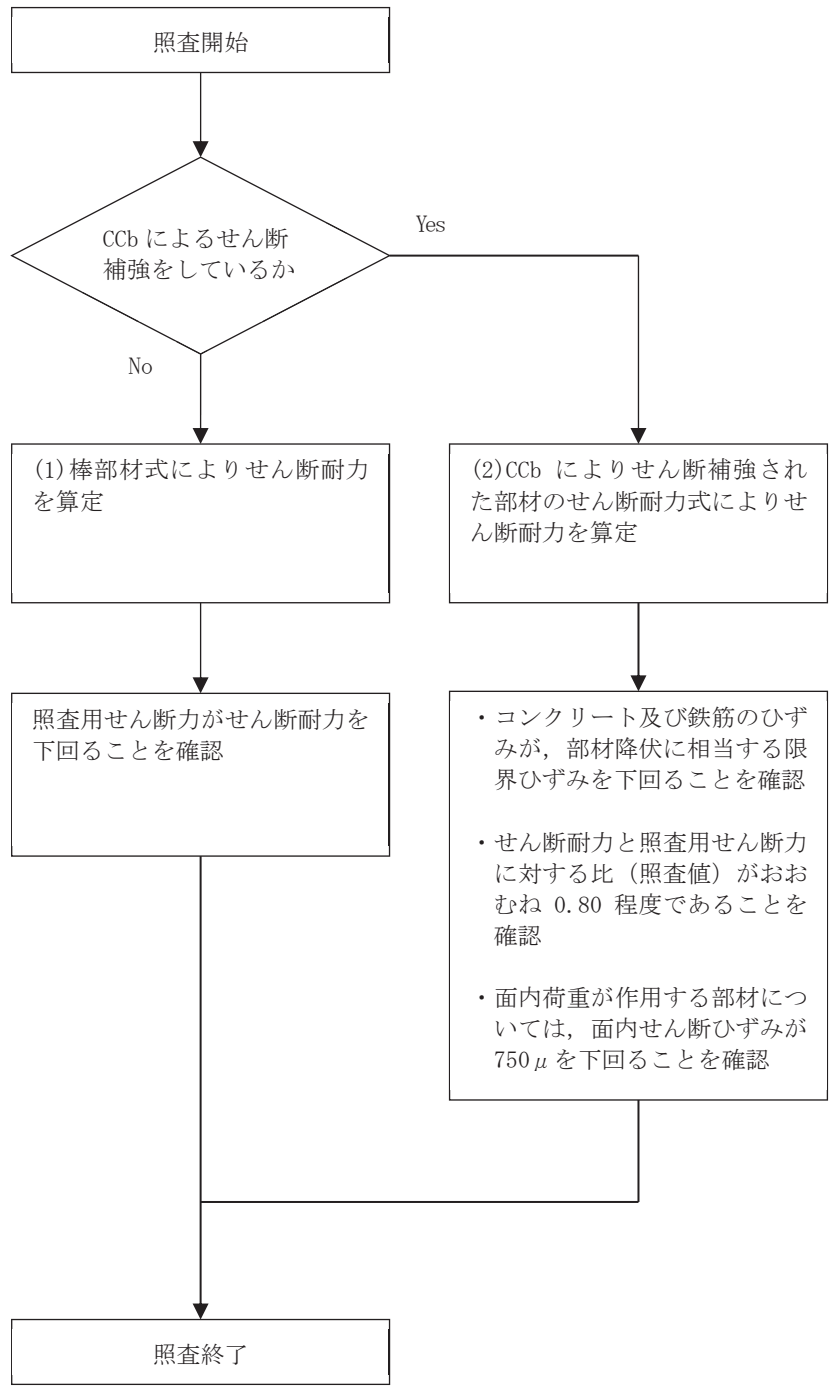 照査開始
CCb によるせん断
補強をしているか
Yes
No
(1)棒部材式によりせん断耐力
を算定
(2)CCb によりせん断補強され
た部材のせん断耐力式によりせ
ん断耐力を算定
照査用せん断力がせん断耐力を
下回ることを確認
・コンクリート及び鉄筋のひず
みが，部材降伏に相当する限
界ひずみを下回ることを確認
・せん断耐力と照査用せん断力
に対する比（照査値）がおお
むね 0.80 程度であることを
確認
・面内荷重が作用する部材につ
いては，面内せん断ひずみが
750μを下回ることを確認
照査終了